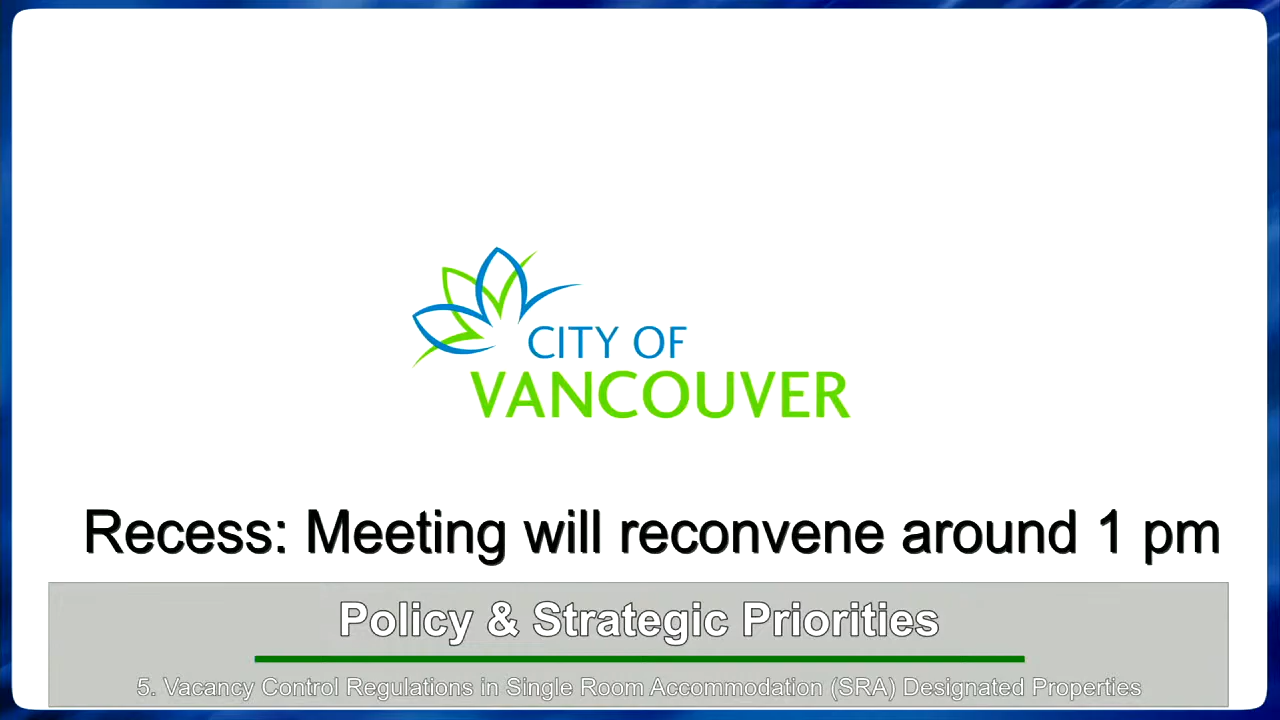 CITY OF
VANCOUVER
Recess: Meeting will reconvene around 1 pm
Policy & Strategic Priorities
5. Vacancy Control Regulations in Single Room Accommodation (SRA) Designated Properties